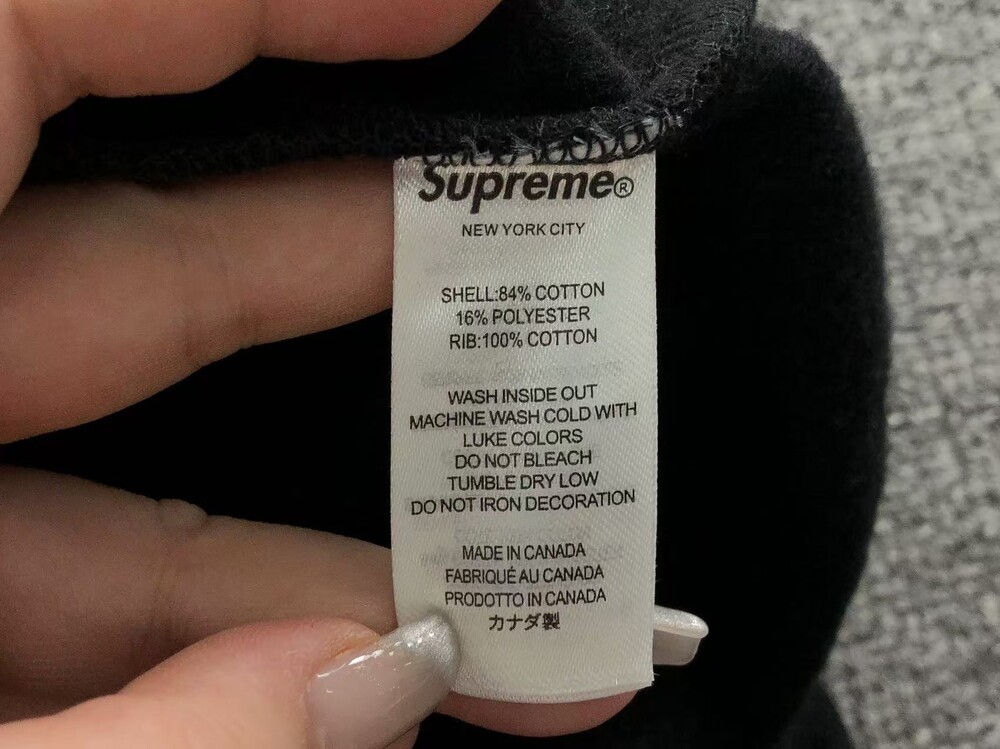 Supreme®
NEW YORK CITY
SHELL:84% COTTON
16% POLYESTER
RIB:100% COTTON
WASH INSIDE OUT
MACHINE WASH COLD WITH
LUKE COLORS
DO NOT BLEACH
TUMBLE DRY LOW
DO NOT IRON DECORATION
MADE IN CANADA
FABRIQUÉ AU CANADA
PRODOTTO IN CANADA
カナダ製